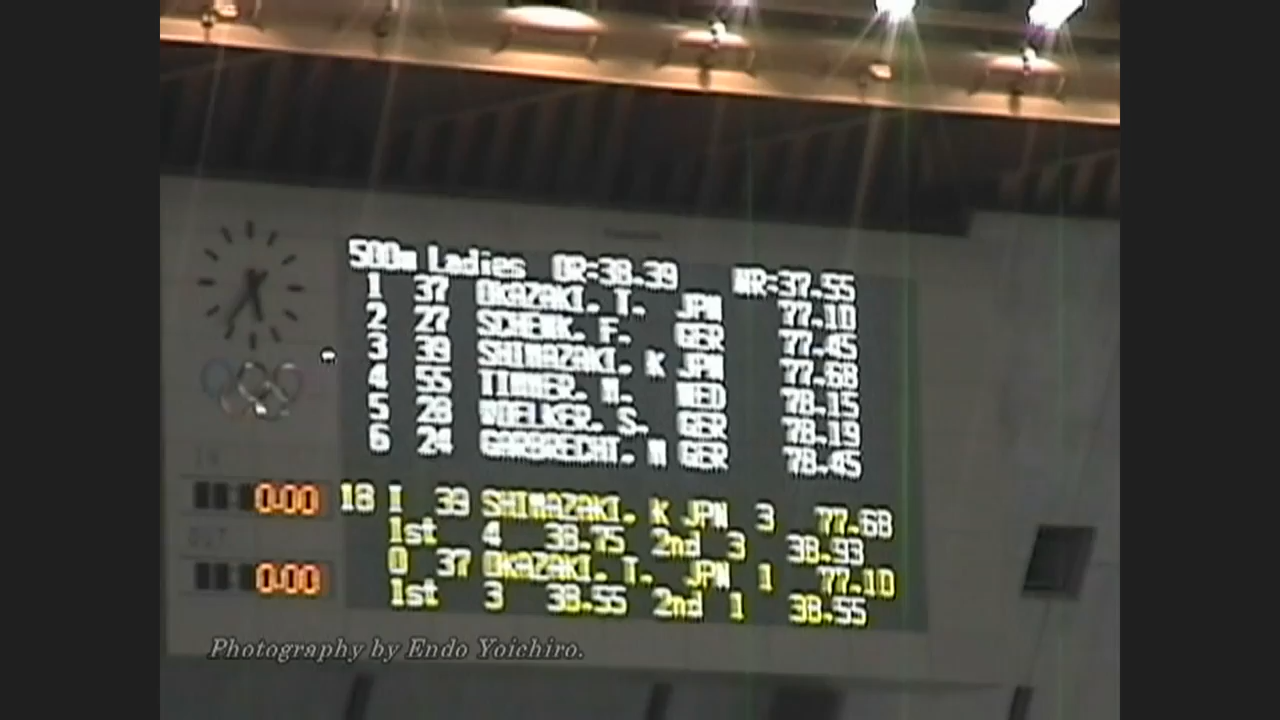 500m Ladies OR=38.39 WR=37.55
1 37 OKAZAKI. T. JPN 77.10
2 27 SCHENK. F. GER 77.45
3 39 SHIMAZAKI. K JPN 77.68
4 55 TIMMER. M. NED 78.15
5 28 VOELKER. S. GER 78.19
6 24 GARBRECHT. M GER 78.45
IN
0.00
18 I 39 SHIMAZAKI. K JPN 3 77.68
1st 4 38.75 2nd 3 38.93
OUT
0.00
O 37 OKAZAKI. T. JPN 1 77.10
1st 3 38.55 2nd 1 38.55
Photography by Endo Yoichiro.